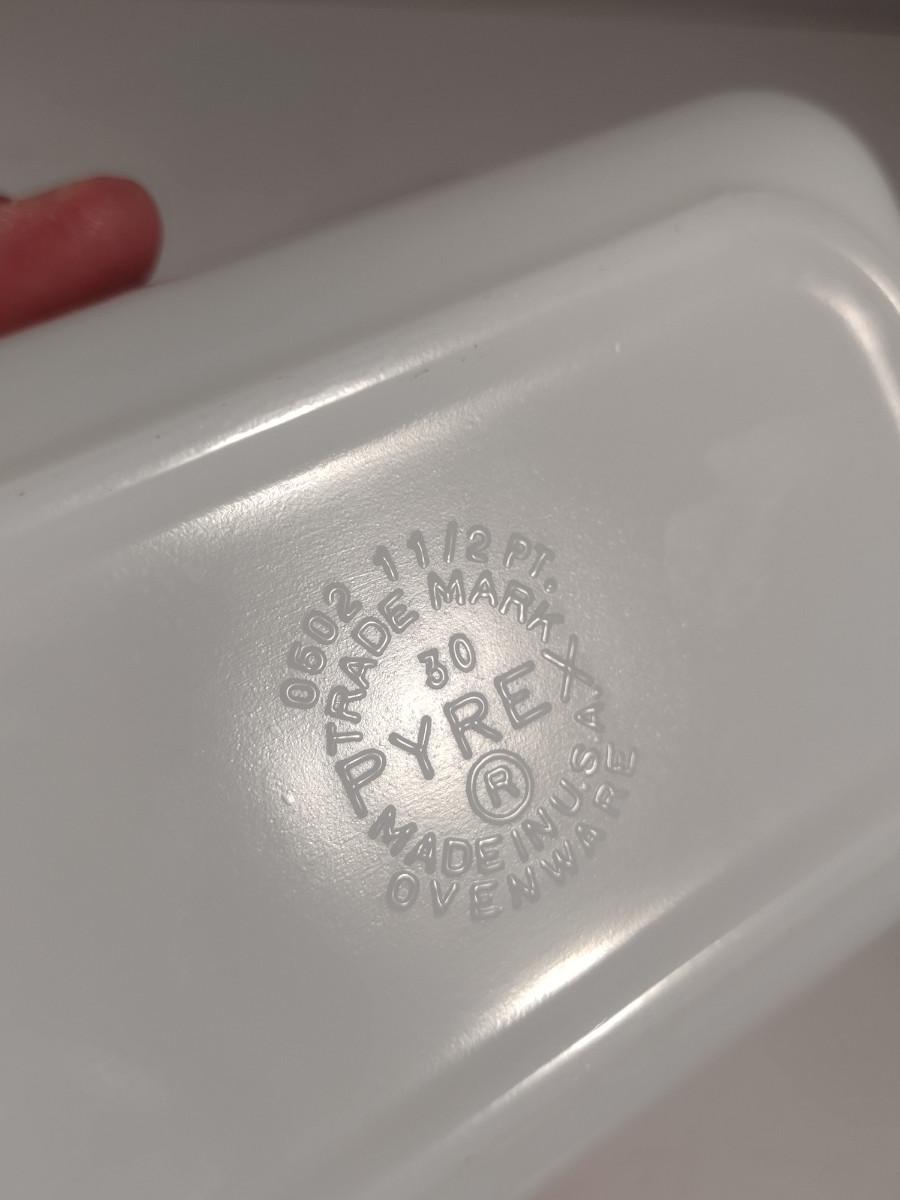 0502 1 1/2 PT.
TRADE MARK
30
PYREX
®
MADE IN U.S.A.
OVENWARE